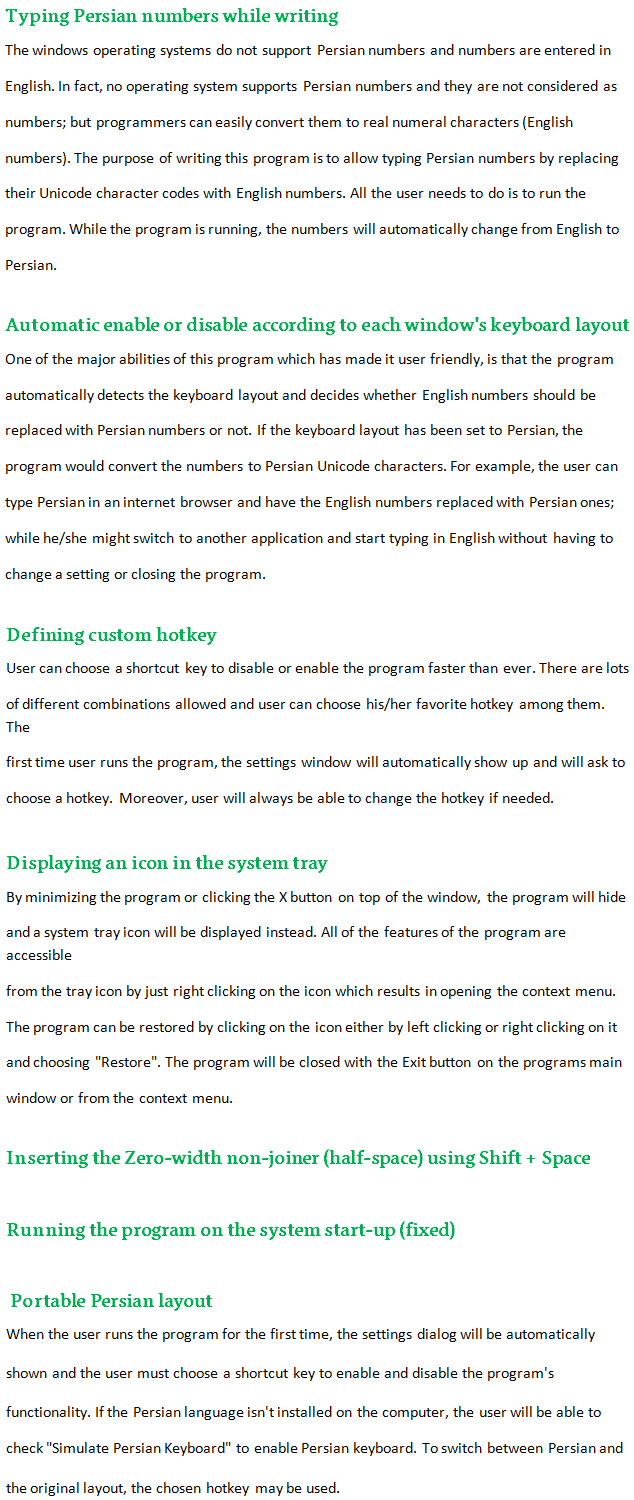 Typing Persian numbers while writing
The windows operating systems do not support Persian numbers and numbers are entered in
English. In fact, no operating system supports Persian numbers and they are not considered as
numbers; but programmers can easily convert them to real numeral characters (English
numbers). The purpose of writing this program is to allow typing Persian numbers by replacing
their Unicode character codes with English numbers. All the user needs to do is to run the
program. While the program is running, the numbers will automatically change from English to
Persian.
Automatic enable or disable according to each window's keyboard layout
One of the major abilities of this program which has made it user friendly, is that the program
automatically detects the keyboard layout and decides whether English numbers should be
replaced with Persian numbers or not. If the keyboard layout has been set to Persian, the
program would convert the numbers to Persian Unicode characters. For example, the user can
type Persian in an internet browser and have the English numbers replaced with Persian ones;
while he/she might switch to another application and start typing in English without having to
change a setting or closing the program.
Defining custom hotkey
User can choose a shortcut key to disable or enable the program faster than ever. There are lots
of different combinations allowed and user can choose his/her favorite hotkey among them.
The
first time user runs the program, the settings window will automatically show up and will ask to
choose a hotkey. Moreover, user will always be able to change the hotkey if needed.
Displaying an icon in the system tray
By minimizing the program or clicking the X button on top of the window, the program will hide
and a system tray icon will be displayed instead. All of the features of the program are
accessible
from the tray icon by just right clicking on the icon which results in opening the context menu.
The program can be restored by clicking on the icon either by left clicking or right clicking on it
and choosing "Restore". The program will be closed with the Exit button on the programs main
window or from the context menu.
Inserting the Zero-width non-joiner (half-space) using Shift + Space
Running the program on the system start-up (fixed)
Portable Persian layout
When the user runs the program for the first time, the settings dialog will be automatically
shown and the user must choose a shortcut key to enable and disable the program's
functionality. If the Persian language isn't installed on the computer, the user will be able to
check "Simulate Persian Keyboard" to enable Persian keyboard. To switch between Persian and
the original layout, the chosen hotkey may be used.